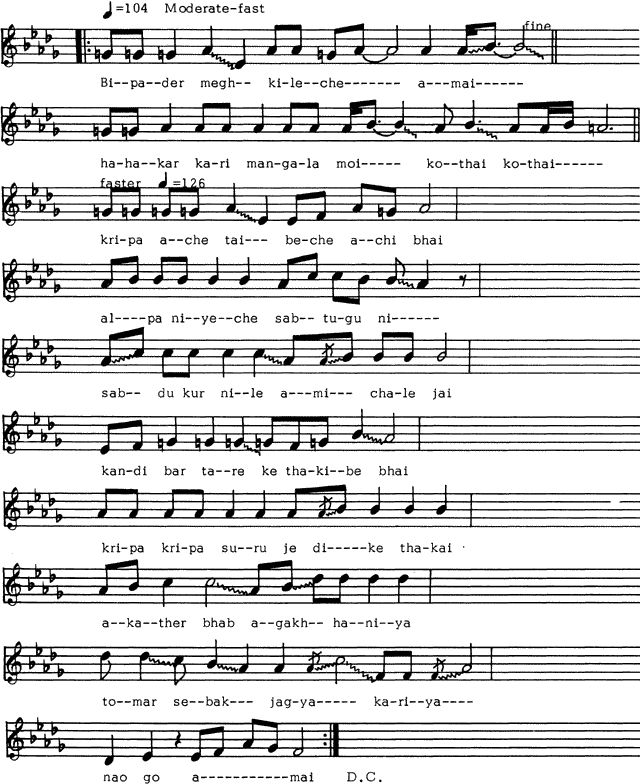 ♩=104 Moderate-fast
fine
Bi--pa--der megh-- ki-le-che------- a--mai------
ha-ha--kar ka-ri man-ga-la moi----- ko--thai ko-thai------
faster ♩=126
kri-pa a--che tai--- be-che a--chi bhai
al----pa ni--ye--che sab-- tu-gu ni------
sab-- du kur ni--le a---mi--- cha-le jai
kan-di bar ta--re ke tha-ki--be bhai
kri-pa kri-pa su--ru je di-----ke tha-kai
a--ka--ther bhab a--gakh-- ha--ni--ya
to--mar se--bak--- jag-ya----- ka-ri--ya----
nao go a-----------mai D.C.